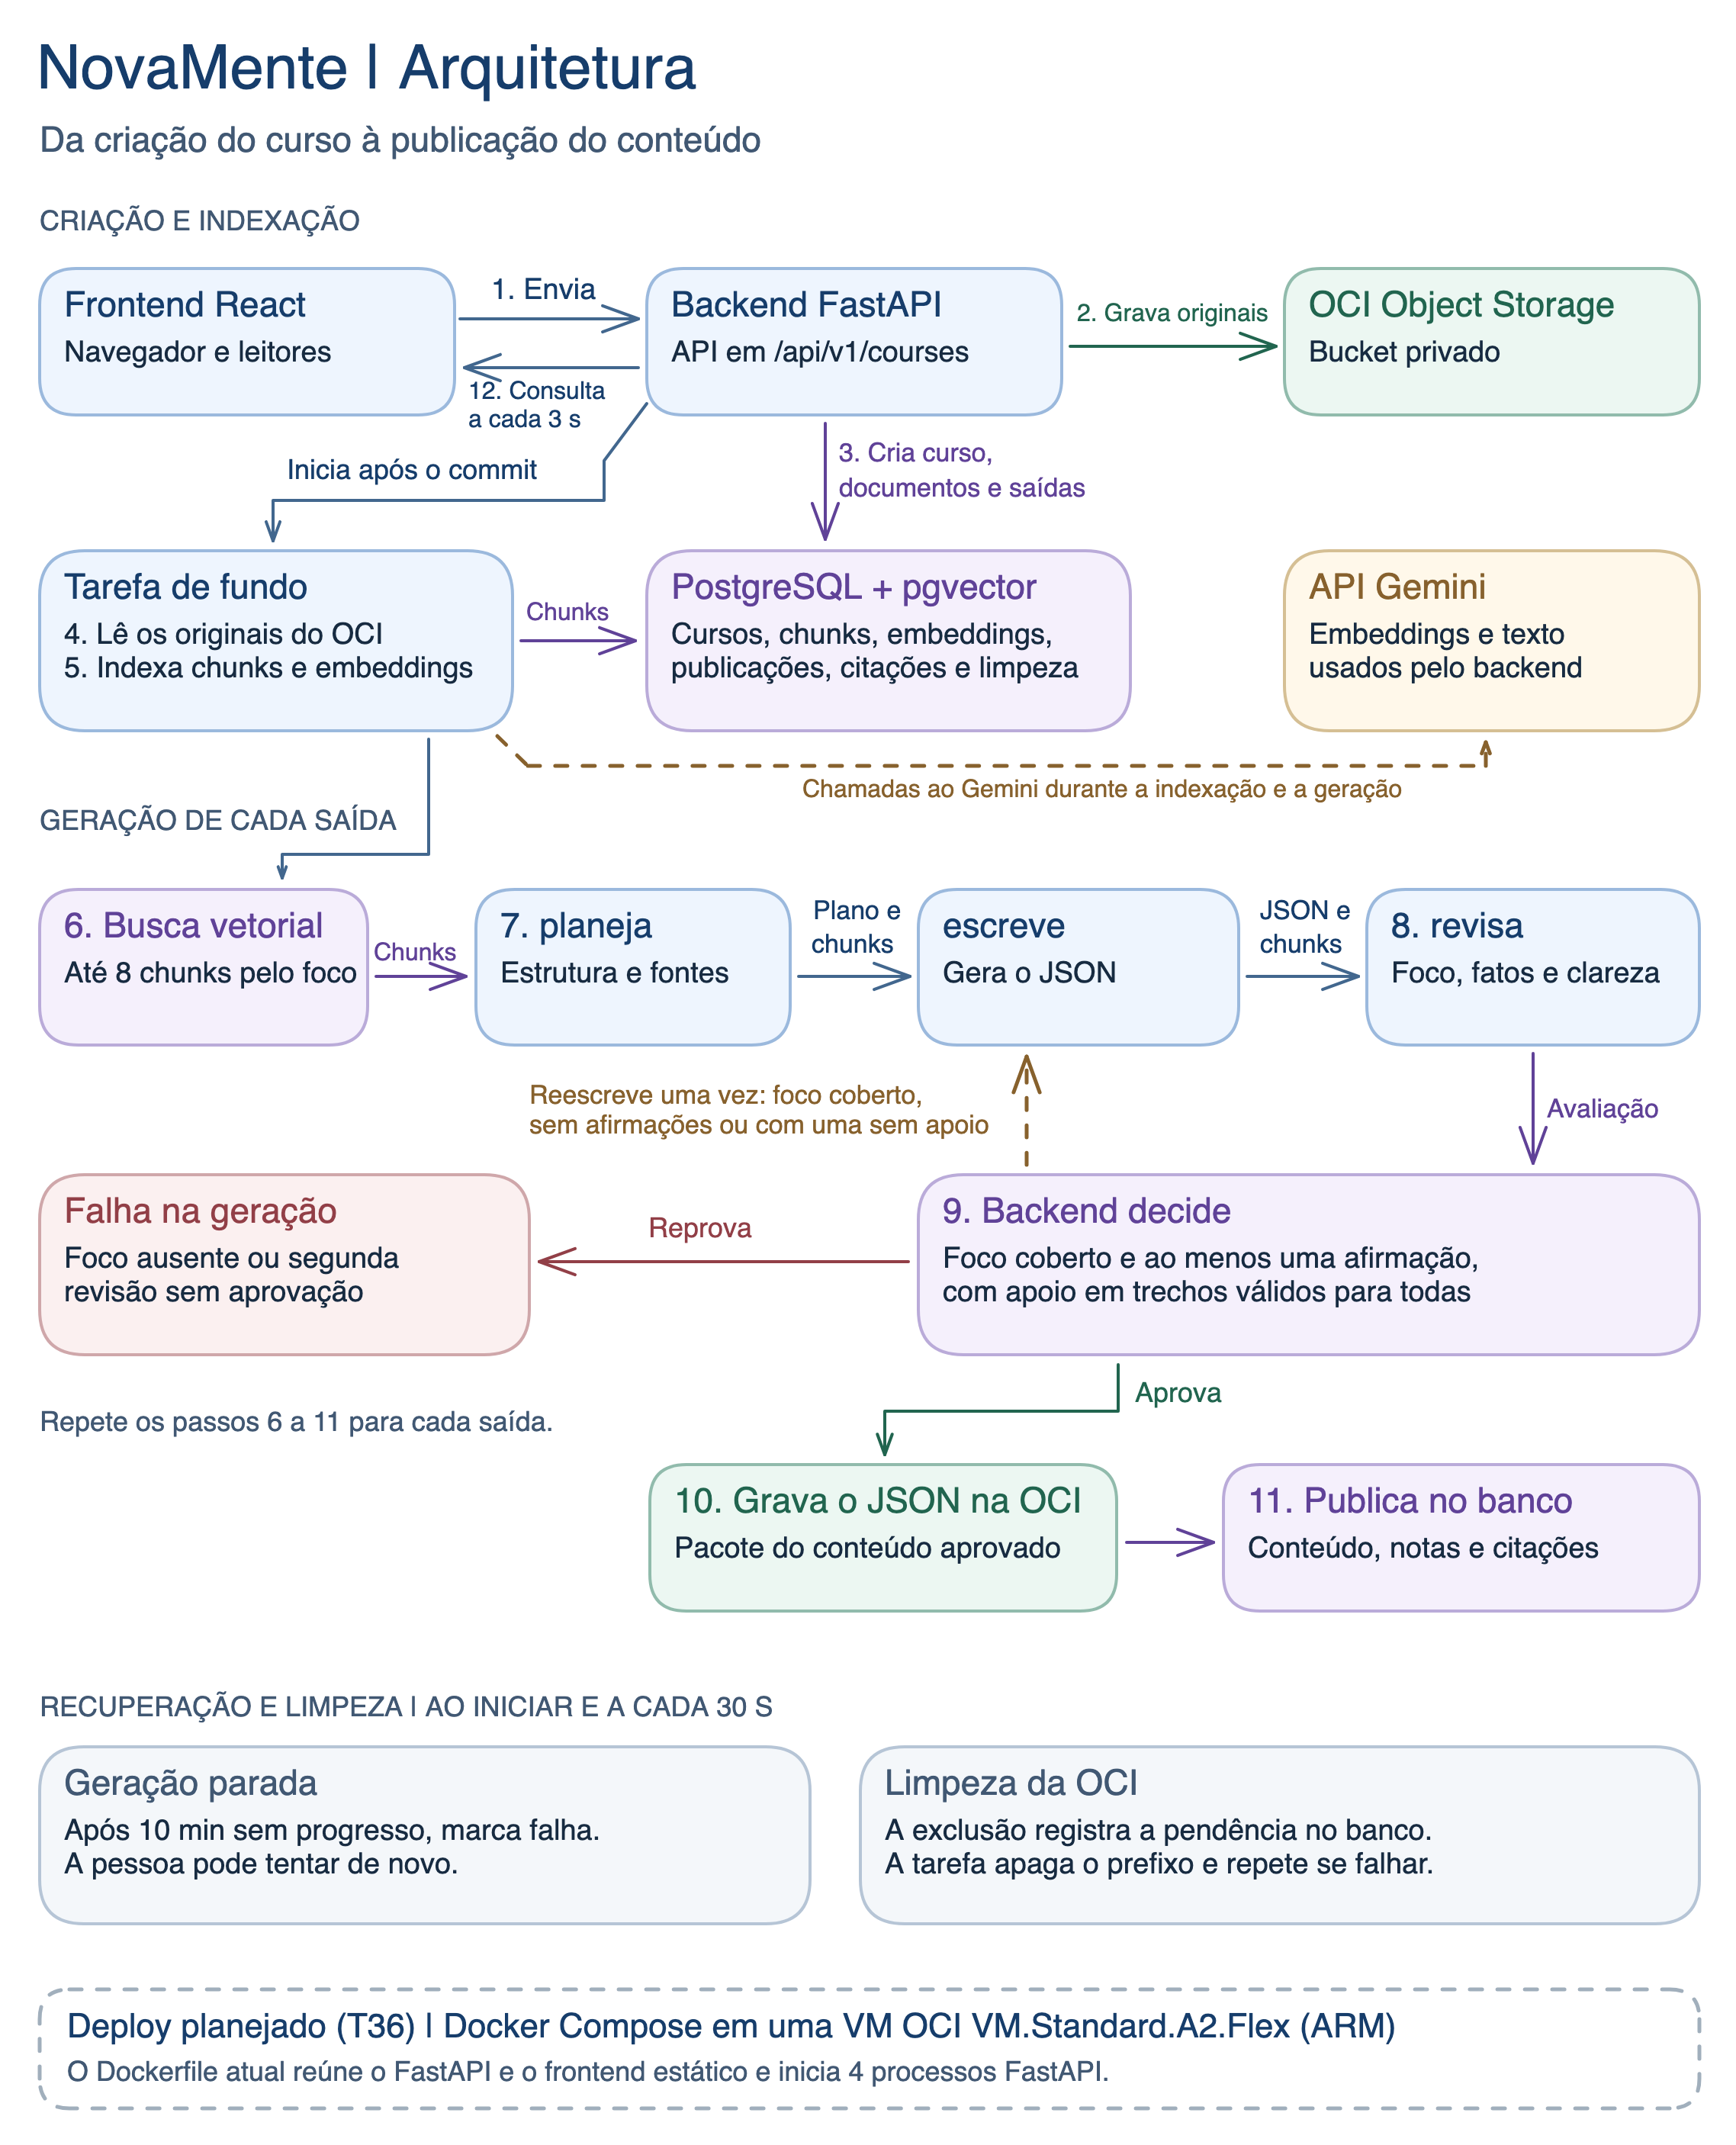 NovaMente | Arquitetura
Da criação do curso à publicação do conteúdo
CRIAÇÃO E INDEXAÇÃO
Frontend React
Navegador e leitores
1. Envia
12. Consulta
a cada 3 s
Backend FastAPI
API em /api/v1/courses
2. Grava originais
OCI Object Storage
Bucket privado
Inicia após o commit
3. Cria curso,
documentos e saídas
Tarefa de fundo
4. Lê os originais do OCI
5. Indexa chunks e embeddings
Chunks
PostgreSQL + pgvector
Cursos, chunks, embeddings,
publicações, citações e limpeza
API Gemini
Embeddings e texto
usados pelo backend
Chamadas ao Gemini durante a indexação e a geração
GERAÇÃO DE CADA SAÍDA
6. Busca vetorial
Até 8 chunks pelo foco
Chunks
7. planeja
Estrutura e fontes
Plano e
chunks
escreve
Gera o JSON
JSON e
chunks
8. revisa
Foco, fatos e clareza
Reescreve uma vez: foco coberto,
sem afirmações ou com uma sem apoio
Avaliação
Falha na geração
Foco ausente ou segunda
revisão sem aprovação
Reprova
9. Backend decide
Foco coberto e ao menos uma afirmação,
com apoio em trechos válidos para todas
Aprova
Repete os passos 6 a 11 para cada saída.
10. Grava o JSON na OCI
Pacote do conteúdo aprovado
11. Publica no banco
Conteúdo, notas e citações
RECUPERAÇÃO E LIMPEZA | AO INICIAR E A CADA 30 S
Geração parada
Após 10 min sem progresso, marca falha.
A pessoa pode tentar de novo.
Limpeza da OCI
A exclusão registra a pendência no banco.
A tarefa apaga o prefixo e repete se falhar.
Deploy planejado (T36) | Docker Compose em uma VM OCI VM.Standard.A2.Flex (ARM)
O Dockerfile atual reúne o FastAPI e o frontend estático e inicia 4 processos FastAPI.